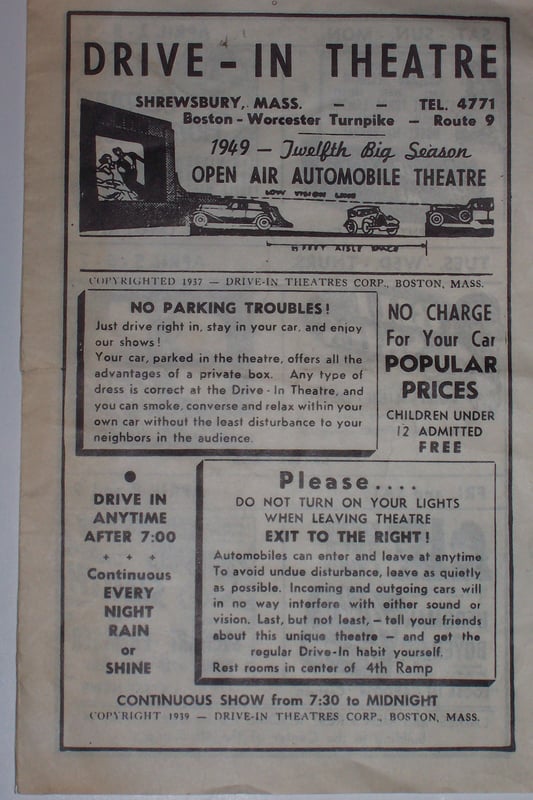 DRIVE-IN THEATRE
SHREWSBURY, MASS. — — TEL. 4771
Boston - Worcester Turnpike — Route 9
1949 — Twelfth Big Season
OPEN AIR AUTOMOBILE THEATRE
LOW VISION LINE
AISLE SPACE
COPYRIGHTED 1937 — DRIVE-IN THEATRES CORP., BOSTON, MASS.
NO PARKING TROUBLES!
Just drive right in, stay in your car, and enjoy
our shows!
Your car, parked in the theatre, offers all the
advantages of a private box. Any type of
dress is correct at the Drive-In Theatre, and
you can smoke, converse and relax within your
own car without the least disturbance to your
neighbors in the audience.
NO CHARGE
For Your Car
POPULAR
PRICES
CHILDREN UNDER
12 ADMITTED
FREE
DRIVE IN
ANYTIME
AFTER 7:00
+ + +
Continuous
EVERY
NIGHT
RAIN
or
SHINE
Please....
DO NOT TURN ON YOUR LIGHTS
WHEN LEAVING THEATRE
EXIT TO THE RIGHT!
Automobiles can enter and leave at anytime
To avoid undue disturbance, leave as quietly
as possible. Incoming and outgoing cars will
in no way interfere with either sound or
vision. Last, but not least, — tell your friends
about this unique theatre — and get the
regular Drive-In habit yourself.
Rest rooms in center of 4th Ramp
CONTINUOUS SHOW from 7:30 to MIDNIGHT
COPYRIGHT 1939 — DRIVE-IN THEATRES CORP., BOSTON, MASS.